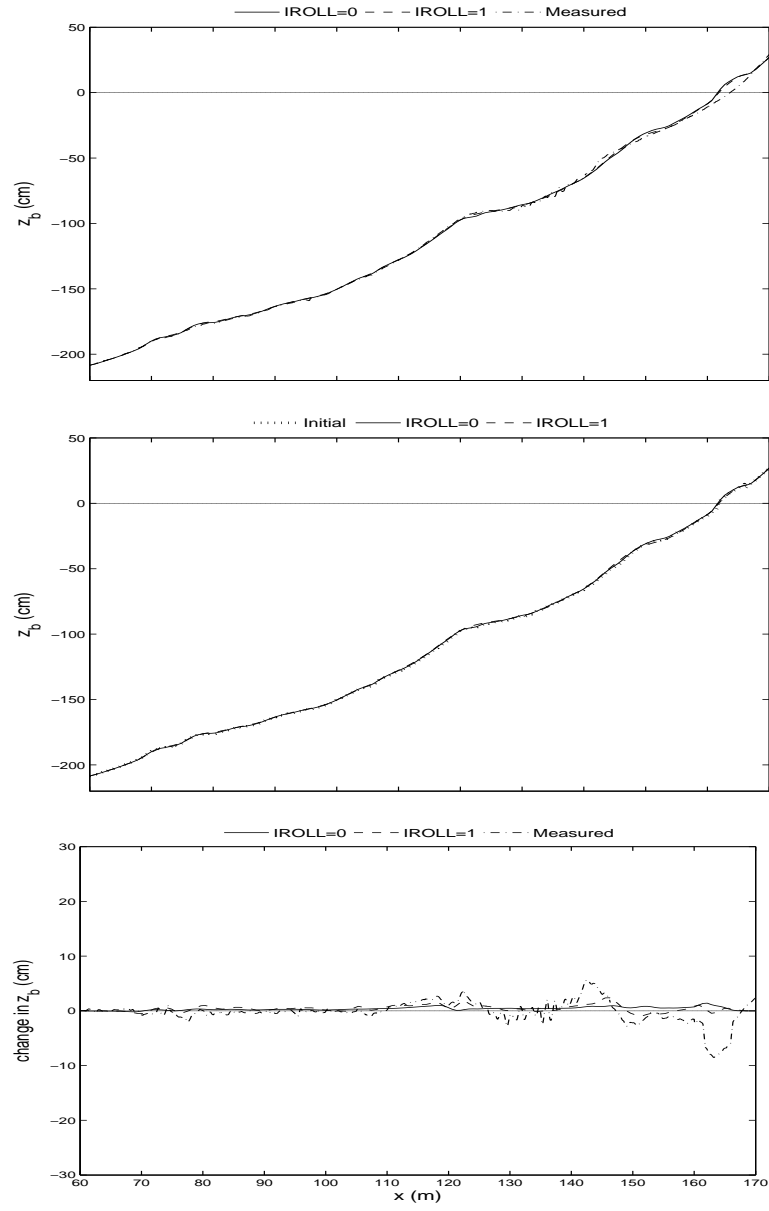 IROLL=0 IROLL=1 Measured
50
0
−50
−100
−150
−200
z_b (cm)
Initial IROLL=0 IROLL=1
50
0
−50
−100
−150
−200
z_b (cm)
IROLL=0 IROLL=1 Measured
30
20
10
0
−10
−20
−30
change in z_b (cm)
60 70 80 90 100 110 120 130 140 150 160 170
x (m)